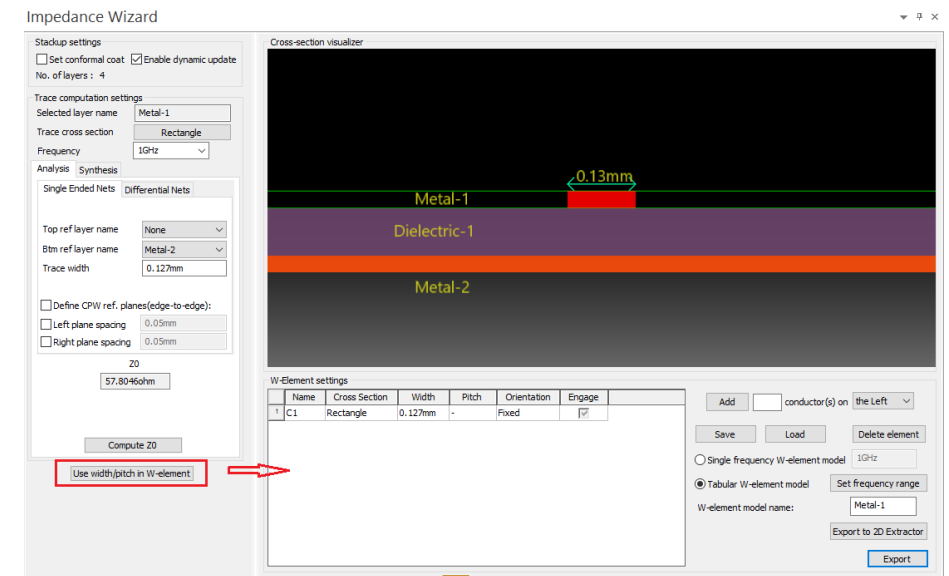 Impedance Wizard
Stackup settings
Set conformal coat Enable dynamic update
No. of layers : 4
Trace computation settings
Selected layer name Metal-1
Trace cross section Rectangle
Frequency 1GHz
Analysis Synthesis
Single Ended Nets Differential Nets
Top ref layer name None
Btm ref layer name Metal-2
Trace width 0.127mm
Define CPW ref. planes(edge-to-edge):
Left plane spacing 0.05mm
Right plane spacing 0.05mm
Z0
57.8046ohm
Compute Z0
Use width/pitch in W-element
Cross-section visualizer
0.13mm
Metal-1
Dielectric-1
Metal-2
W-Element settings
Name Cross Section Width Pitch Orientation Engage
1 C1 Rectangle 0.127mm - Fixed
Add conductor(s) on the Left
Save Load Delete element
Single frequency W-element model 1GHz
Tabular W-element model Set frequency range
W-element model name: Metal-1
Export to 2D Extractor
Export